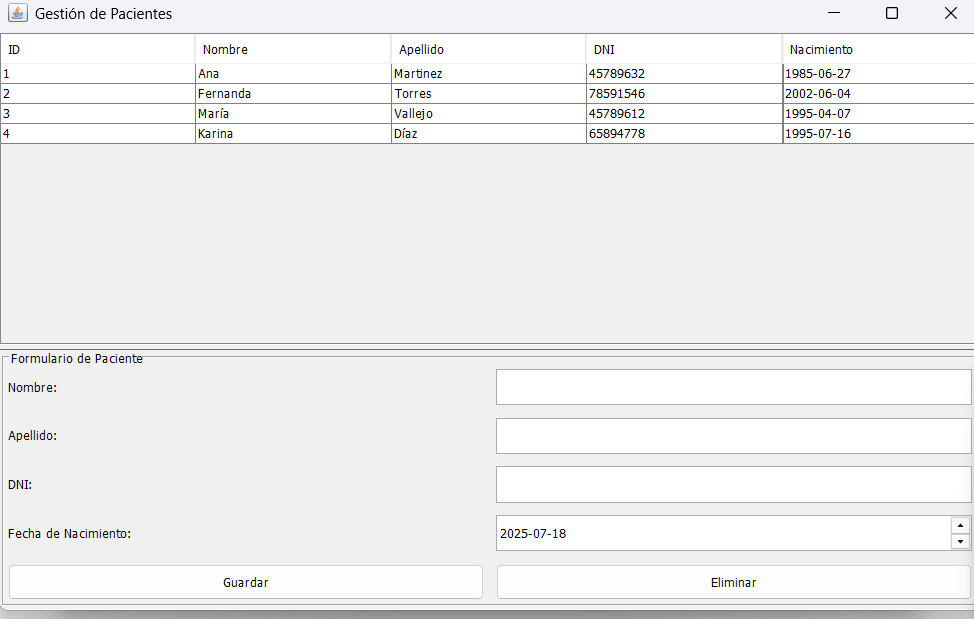 Gestión de Pacientes
ID Nombre Apellido DNI Nacimiento
1 Ana Martinez 45789632 1985-06-27
2 Fernanda Torres 78591546 2002-06-04
3 María Vallejo 45789612 1995-04-07
4 Karina Díaz 65894778 1995-07-16
Formulario de Paciente
Nombre:
Apellido:
DNI:
Fecha de Nacimiento: 2025-07-18
Guardar Eliminar